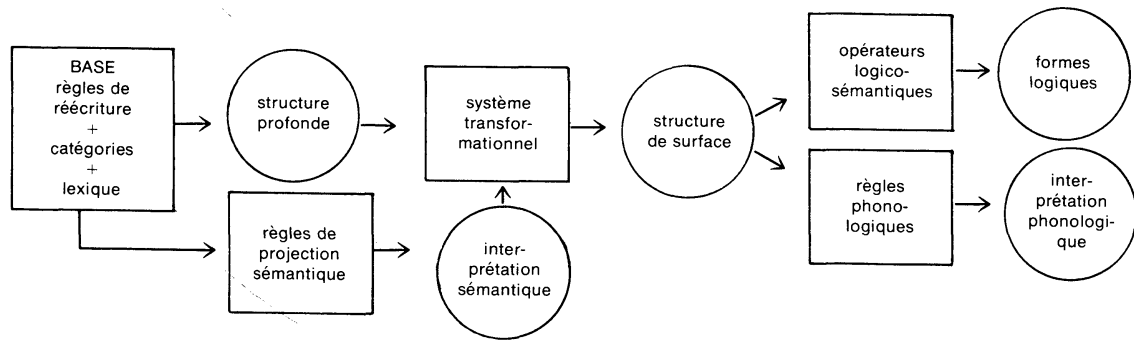 BASE
règles de
réécriture
+
catégories
+
lexique
structure
profonde
système
transfor-
mationnel
structure
de surface
opérateurs
logico-
sémantiques
formes
logiques
règles de
projection
sémantique
inter-
prétation
sémantique
règles
phono-
logiques
inter-
prétation
phonologi-
que